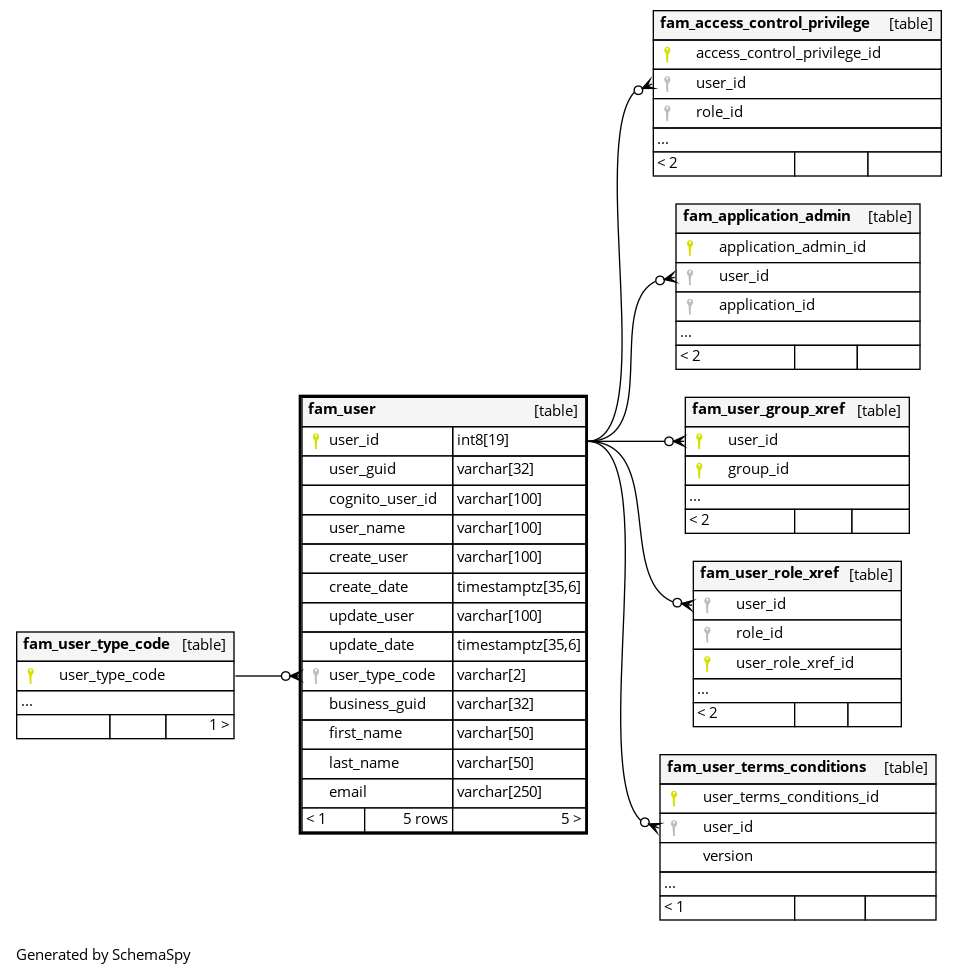 fam_access_control_privilege [table]
access_control_privilege_id
user_id
role_id
...
< 2
fam_application_admin [table]
application_admin_id
user_id
application_id
...
< 2
fam_user_group_xref [table]
user_id
group_id
...
< 2
fam_user_role_xref [table]
user_id
role_id
user_role_xref_id
...
< 2
fam_user_terms_conditions [table]
user_terms_conditions_id
user_id
version
...
< 1
fam_user [table]
user_id int8[19]
user_guid varchar[32]
cognito_user_id varchar[100]
user_name varchar[100]
create_user varchar[100]
create_date timestamptz[35,6]
update_user varchar[100]
update_date timestamptz[35,6]
user_type_code varchar[2]
business_guid varchar[32]
first_name varchar[50]
last_name varchar[50]
email varchar[250]
< 1 5 rows 5 >
fam_user_type_code [table]
user_type_code
...
1 >
Generated by SchemaSpy